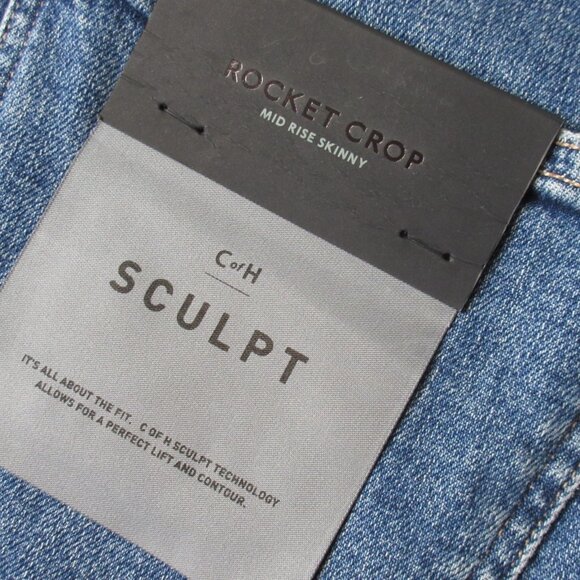 ROCKET CROP
MID RISE SKINNY
C of H
SCULPT
IT'S ALL ABOUT THE FIT. C OF H SCULPT TECHNOLOGY
ALLOWS FOR A PERFECT LIFT AND CONTOUR.